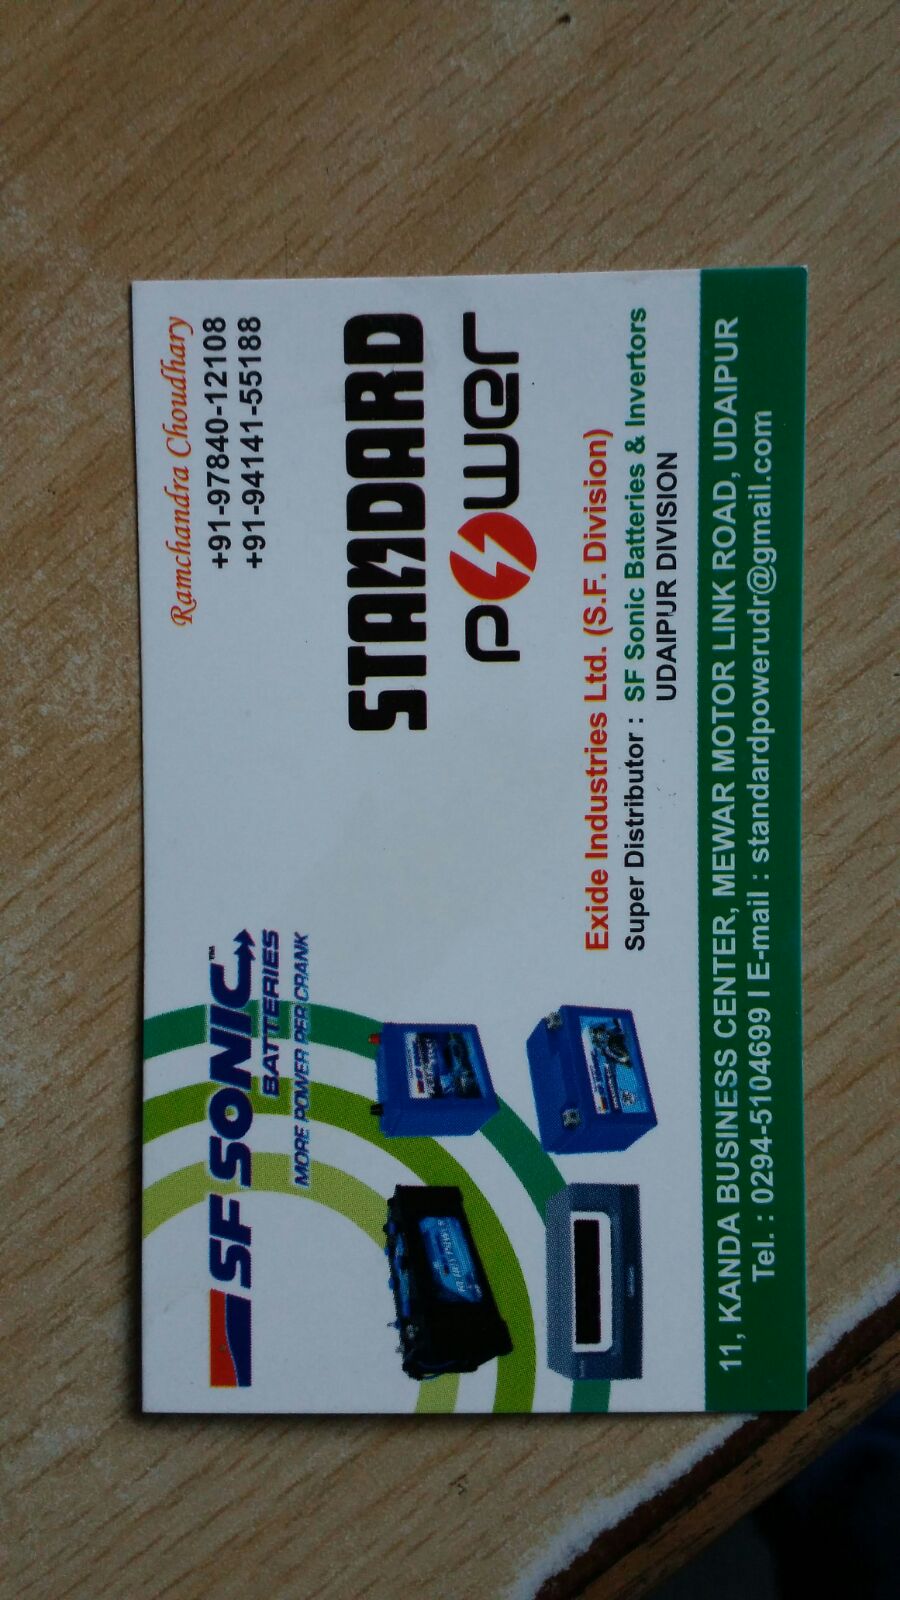 SF SONIC™
BATTERIES
MORE POWER PER CRANK
Ramchandra Choudhary
+91-97840-12108
+91-94141-55188
STANDARD
power
Exide Industries Ltd. (S.F. Division)
Super Distributor : SF Sonic Batteries & Invertors
UDAIPUR DIVISION
11, KANDA BUSINESS CENTER, MEWAR MOTOR LINK ROAD, UDAIPUR
Tel. : 0294-5104699 I E-mail : standardpowerudr@gmail.com